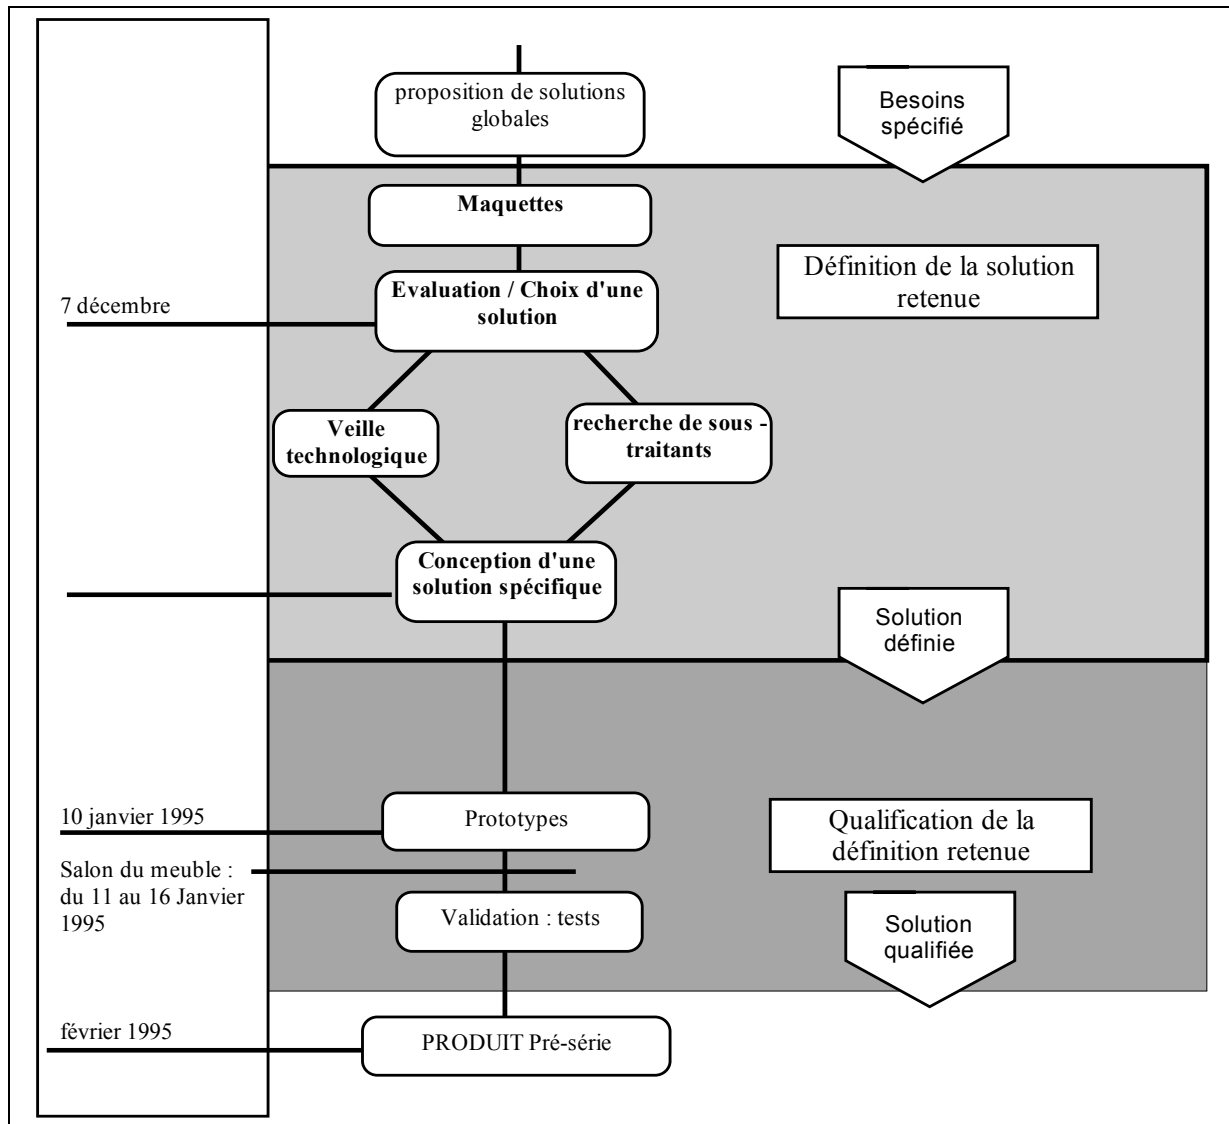 proposition de solutions
globales
Besoins
spécifié
Maquettes
Définition de la solution
retenue
Evaluation / Choix d'une
solution
7 décembre
Veille
technologique
recherche de sous -
traitants
Conception d'une
solution spécifique
Solution
définie
10 janvier 1995
Prototypes
Qualification de la
définition retenue
Salon du meuble :
du 11 au 16 Janvier
1995
Validation : tests
Solution
qualifiée
février 1995
PRODUIT Pré-série